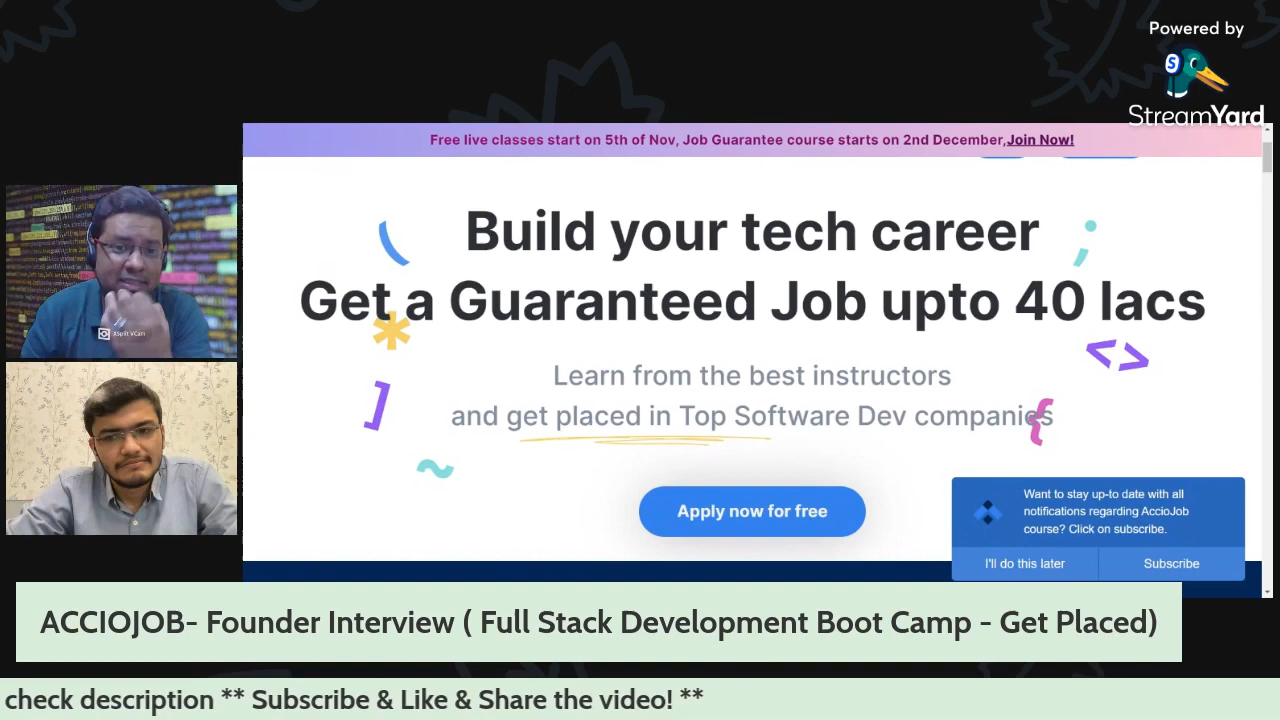 Powered by
StreamYard
Free live classes start on 5th of Nov, Job Guarantee course starts on 2nd December,Join Now!
Build your tech career
Get a Guaranteed Job upto 40 lacs
Learn from the best instructors
and get placed in Top Software Dev companies
Apply now for free
Want to stay up-to date with all
notifications regarding AccioJob
course? Click on subscribe.
I'll do this later
Subscribe
XSplit VCam
ACCIOJOB- Founder Interview ( Full Stack Development Boot Camp - Get Placed)
check description ** Subscribe & Like & Share the video! **